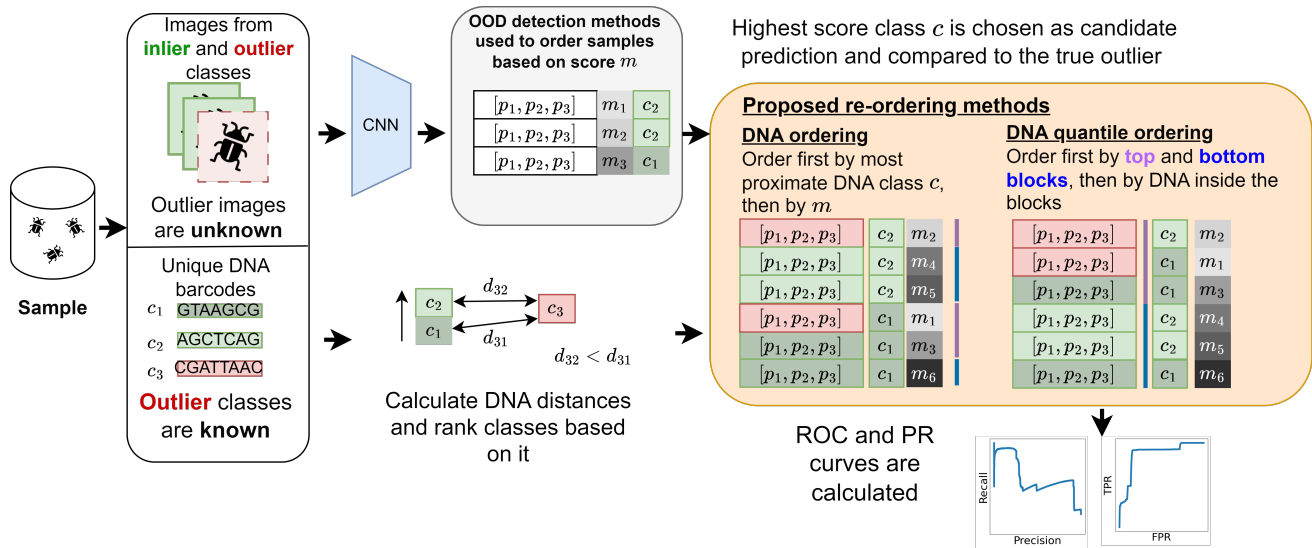 Images from
inlier and outlier
classes
Outlier images
are unknown
Unique DNA
barcodes
c1 GTAAGCG
c2 AGCTCAG
c3 CGATTAAC
Outlier classes
are known
Sample
CNN
OOD detection methods
used to order samples
based on score m
[p1, p2, p3] m1 c2
[p1, p2, p3] m2 c2
[p1, p2, p3] m3 c1
c2 d32 c3
c1 d31
d32 < d31
Calculate DNA distances
and rank classes based
on it
Highest score class c is chosen as candidate
prediction and compared to the true outlier
Proposed re-ordering methods
DNA ordering
Order first by most
proximate DNA class c,
then by m
[p1, p2, p3] c2 m2
[p1, p2, p3] c2 m4
[p1, p2, p3] c2 m5
[p1, p2, p3] c1 m1
[p1, p2, p3] c1 m3
[p1, p2, p3] c1 m6
DNA quantile ordering
Order first by top and bottom
blocks, then by DNA inside the
blocks
[p1, p2, p3] c2 m2
[p1, p2, p3] c1 m1
[p1, p2, p3] c1 m3
[p1, p2, p3] c2 m4
[p1, p2, p3] c2 m5
[p1, p2, p3] c1 m6
ROC and PR
curves are
calculated
Recall
Precision
TPR
FPR